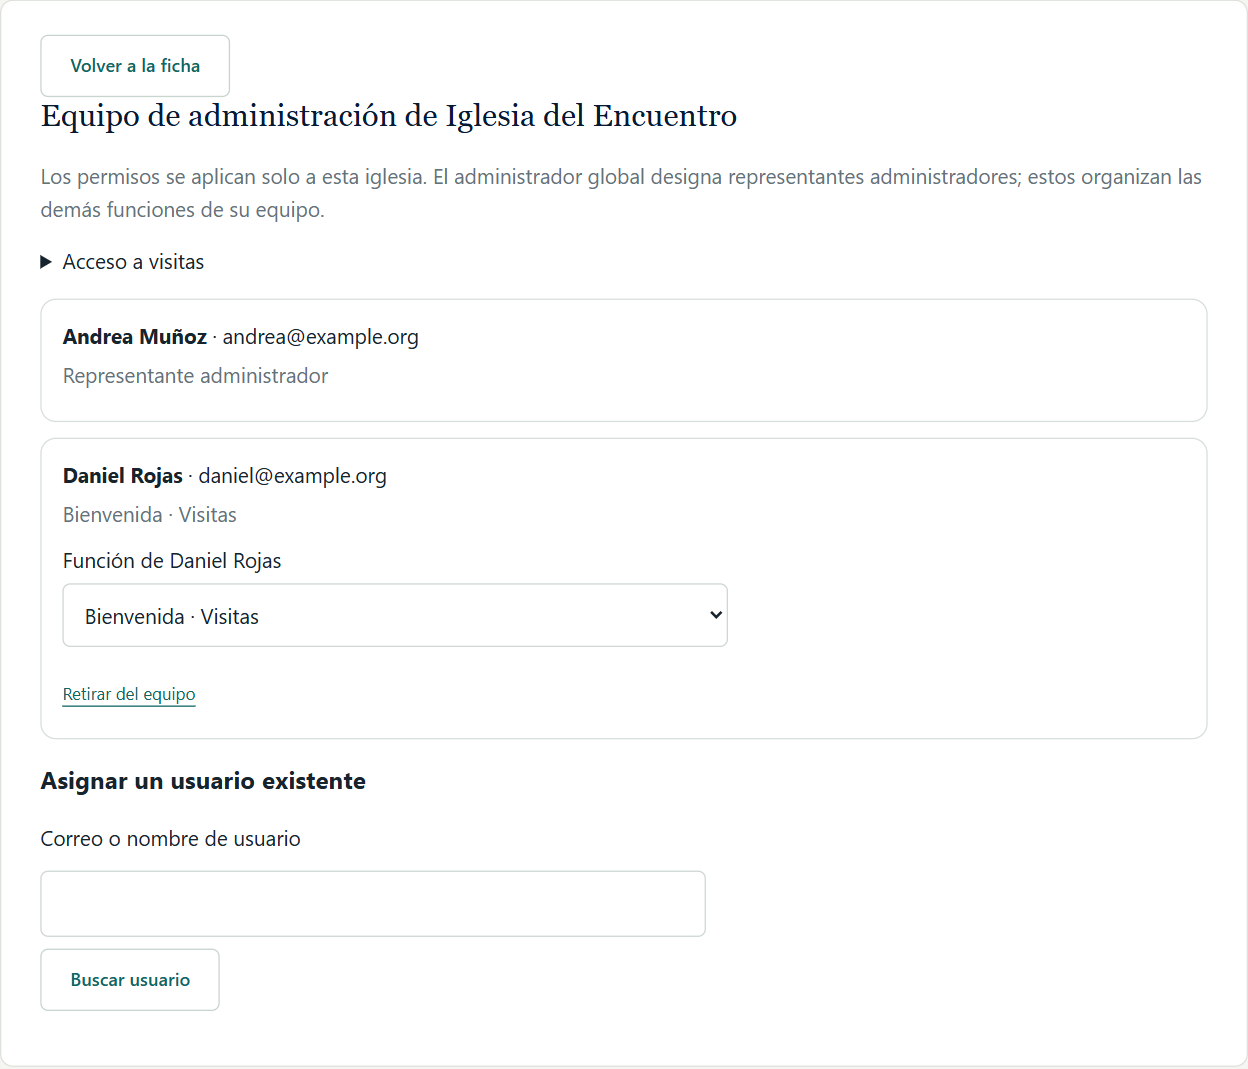 Volver a la ficha
Equipo de administración de Iglesia del Encuentro
Los permisos se aplican solo a esta iglesia. El administrador global designa representantes administradores; estos organizan las
demás funciones de su equipo.
Acceso a visitas
Andrea Muñoz · andrea@example.org
Representante administrador
Daniel Rojas · daniel@example.org
Bienvenida · Visitas
Función de Daniel Rojas
Bienvenida · Visitas
Retirar del equipo
Asignar un usuario existente
Correo o nombre de usuario
Buscar usuario